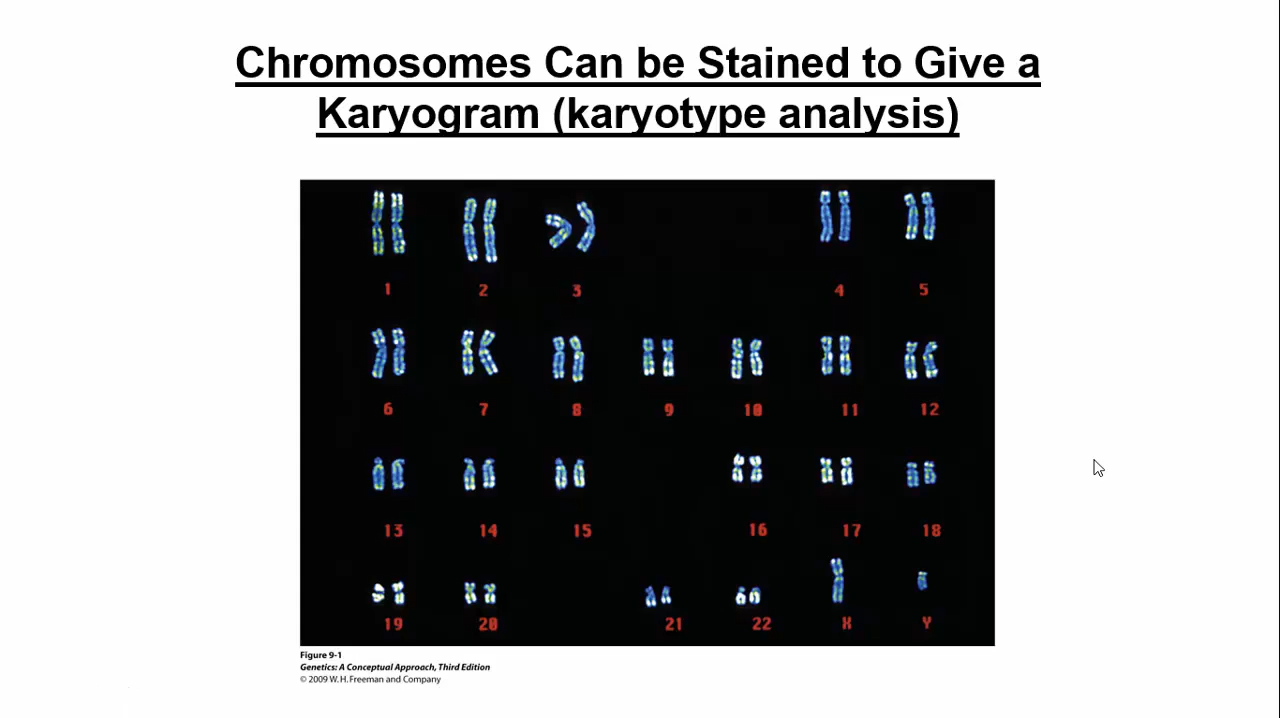 Chromosomes Can be Stained to Give a
Karyogram (karyotype analysis)
1 2 3 4 5
6 7 8 9 10 11 12
13 14 15 16 17 18
19 20 21 22 X Y
Figure 9-1
Genetics: A Conceptual Approach, Third Edition
© 2009 W. H. Freeman and Company